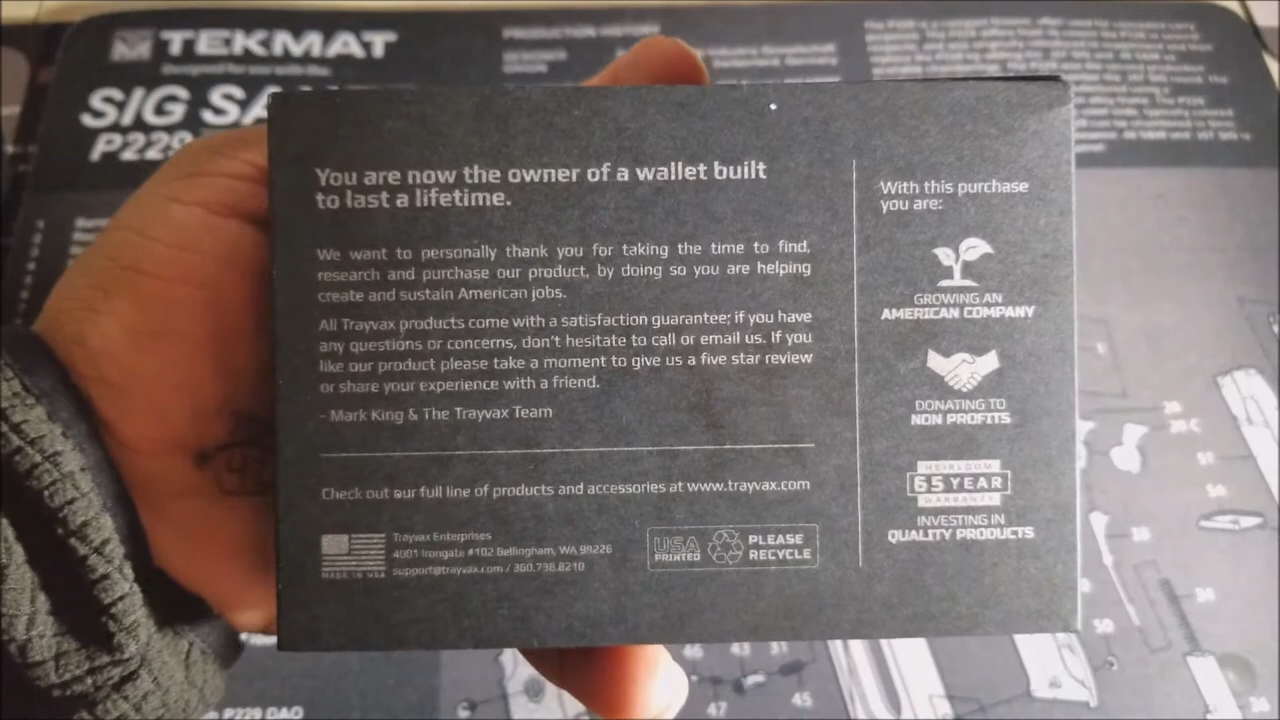 TEKMAT
SIG SA
P229
You are now the owner of a wallet built
to last a lifetime.
We want to personally thank you for taking the time to find,
research and purchase our product, by doing so you are helping
create and sustain American jobs.
All Trayvax products come with a satisfaction guarantee; if you have
any questions or concerns, don't hesitate to call or email us. If you
like our product please take a moment to give us a five star review
or share your experience with a friend.
- Mark King & The Trayvax Team
Check out our full line of products and accessories at www.trayvax.com
MADE IN USA
Trayvax Enterprises
4001 Irongate #102 Bellingham, WA 98226
support@trayvax.com / 360.738.8210
USA
PRINTED
PLEASE
RECYCLE
With this purchase
you are:
GROWING AN
AMERICAN COMPANY
DONATING TO
NON PROFITS
HEIRLOOM
65 YEAR
WARRANTY
INVESTING IN
QUALITY PRODUCTS
P229 DAO
50
47
45